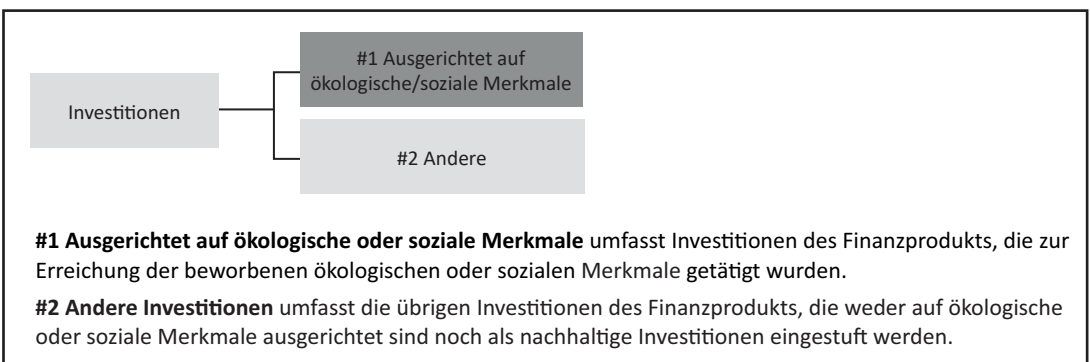 #1 Ausgerichtet auf
ökologische/soziale Merkmale
Investitionen
#2 Andere
#1 Ausgerichtet auf ökologische oder soziale Merkmale umfasst Investitionen des Finanzprodukts, die zur
Erreichung der beworbenen ökologischen oder sozialen Merkmale getätigt wurden.
#2 Andere Investitionen umfasst die übrigen Investitionen des Finanzprodukts, die weder auf ökologische
oder soziale Merkmale ausgerichtet sind noch als nachhaltige Investitionen eingestuft werden.